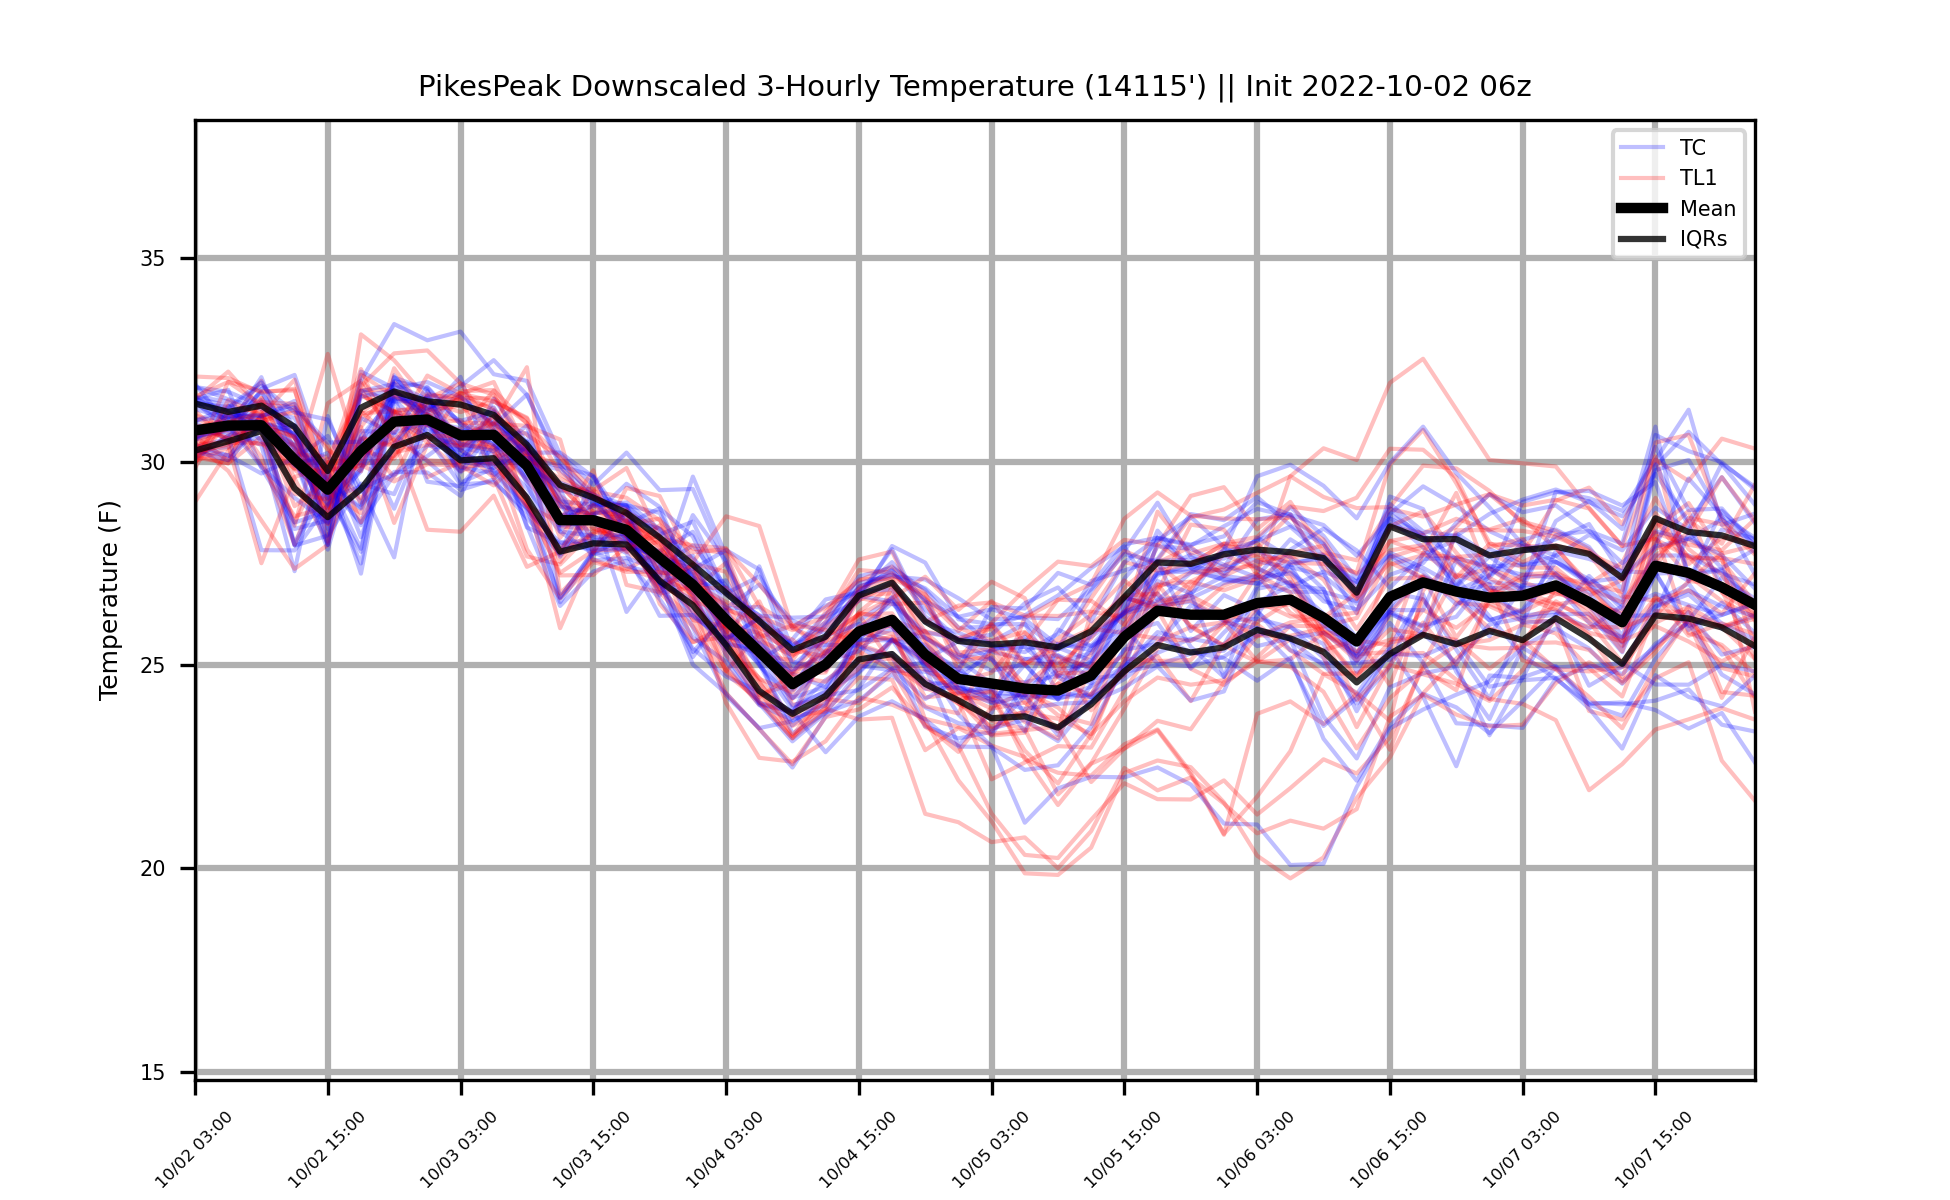 PikesPeak Downscaled 3-Hourly Temperature (14115') || Init 2022-10-02 06z
TC
TL1
Mean
IQRs
Temperature (F)
35
30
25
20
15
10/02 03:00
10/02 15:00
10/03 03:00
10/03 15:00
10/04 03:00
10/04 15:00
10/05 03:00
10/05 15:00
10/06 03:00
10/06 15:00
10/07 03:00
10/07 15:00